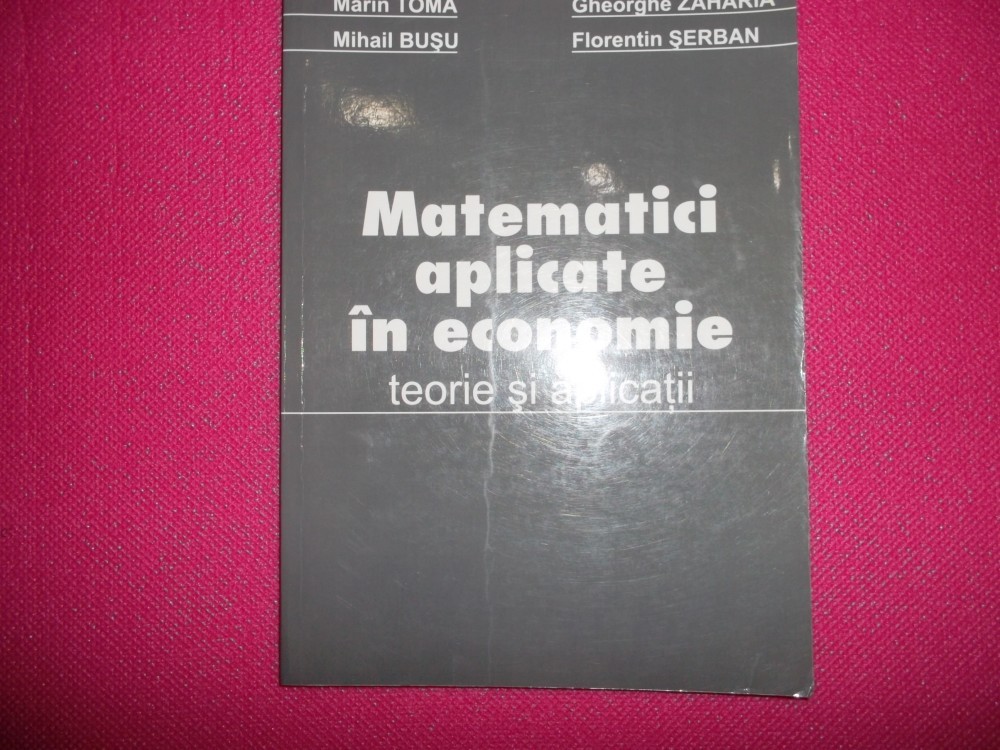 Marin TOMA Gheorghe ZAHARIA
Mihail BUŞU Florentin ŞERBAN
Matematici
aplicate
în economie
teorie şi aplicaţii